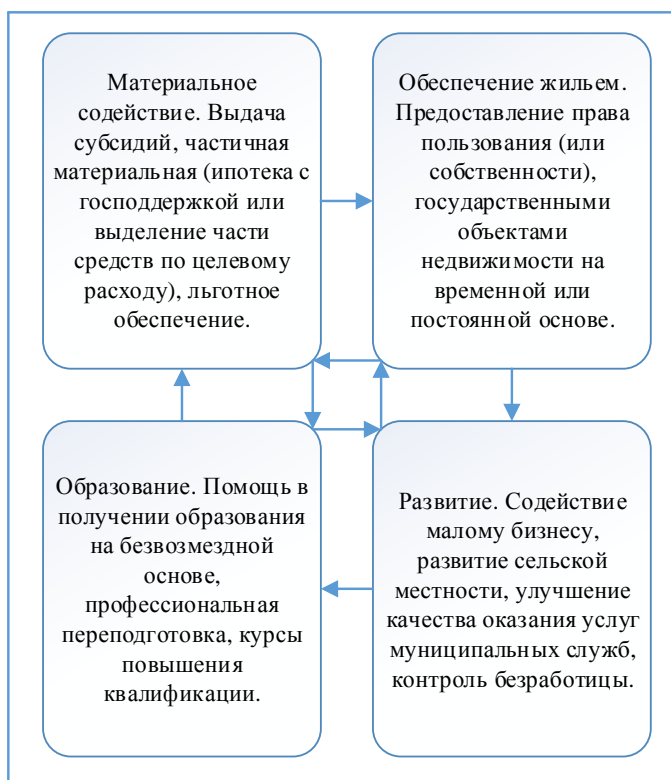 Материальное
содействие. Выдача
субсидий, частичная
материальная (ипотека с
господдержкой или
выделение части
средств по целевому
расходу), льготное
обеспечение.
Обеспечение жильем.
Предоставление права
пользования (или
собственности),
государственными
объектами
недвижимости на
временной или
постоянной основе.
Образование. Помощь в
получении образования
на безвозмездной
основе,
профессиональная
переподготовка, курсы
повышения
квалификации.
Развитие. Содействие
малому бизнесу,
развитие сельской
местности, улучшение
качества оказания услуг
муниципальных служб,
контроль безработицы.